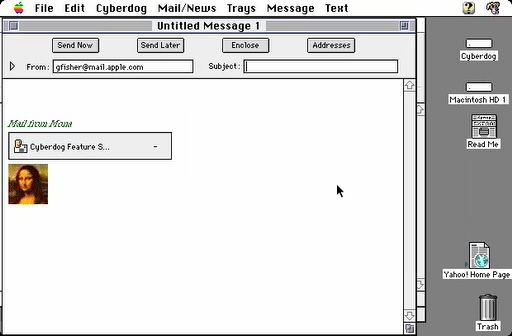 File Edit Cyberdog Mail/News Trays Message Text
Untitled Message 1
Send Now Send Later Enclose Addresses
From: gfisher@mail.apple.com Subject:
Mail from Mona
Cyberdog Feature S... -
Cyberdog
Macintosh HD 1
Read Me
Yahoo! Home Page
Trash